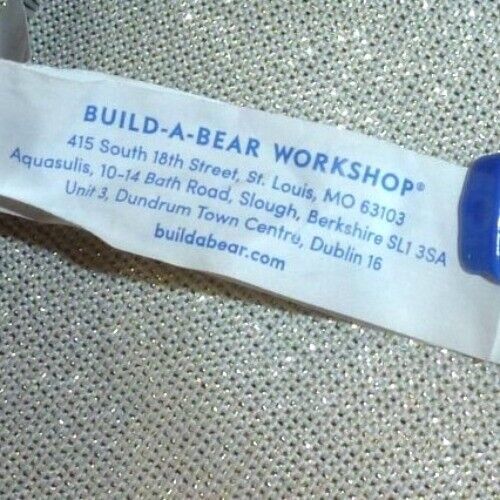 BUILD-A-BEAR WORKSHOP®
415 South 18th Street, St. Louis, MO 63103
Aquasulis, 10-14 Bath Road, Slough, Berkshire SL1 3SA
Unit 3, Dundrum Town Centre, Dublin 16
buildabear.com